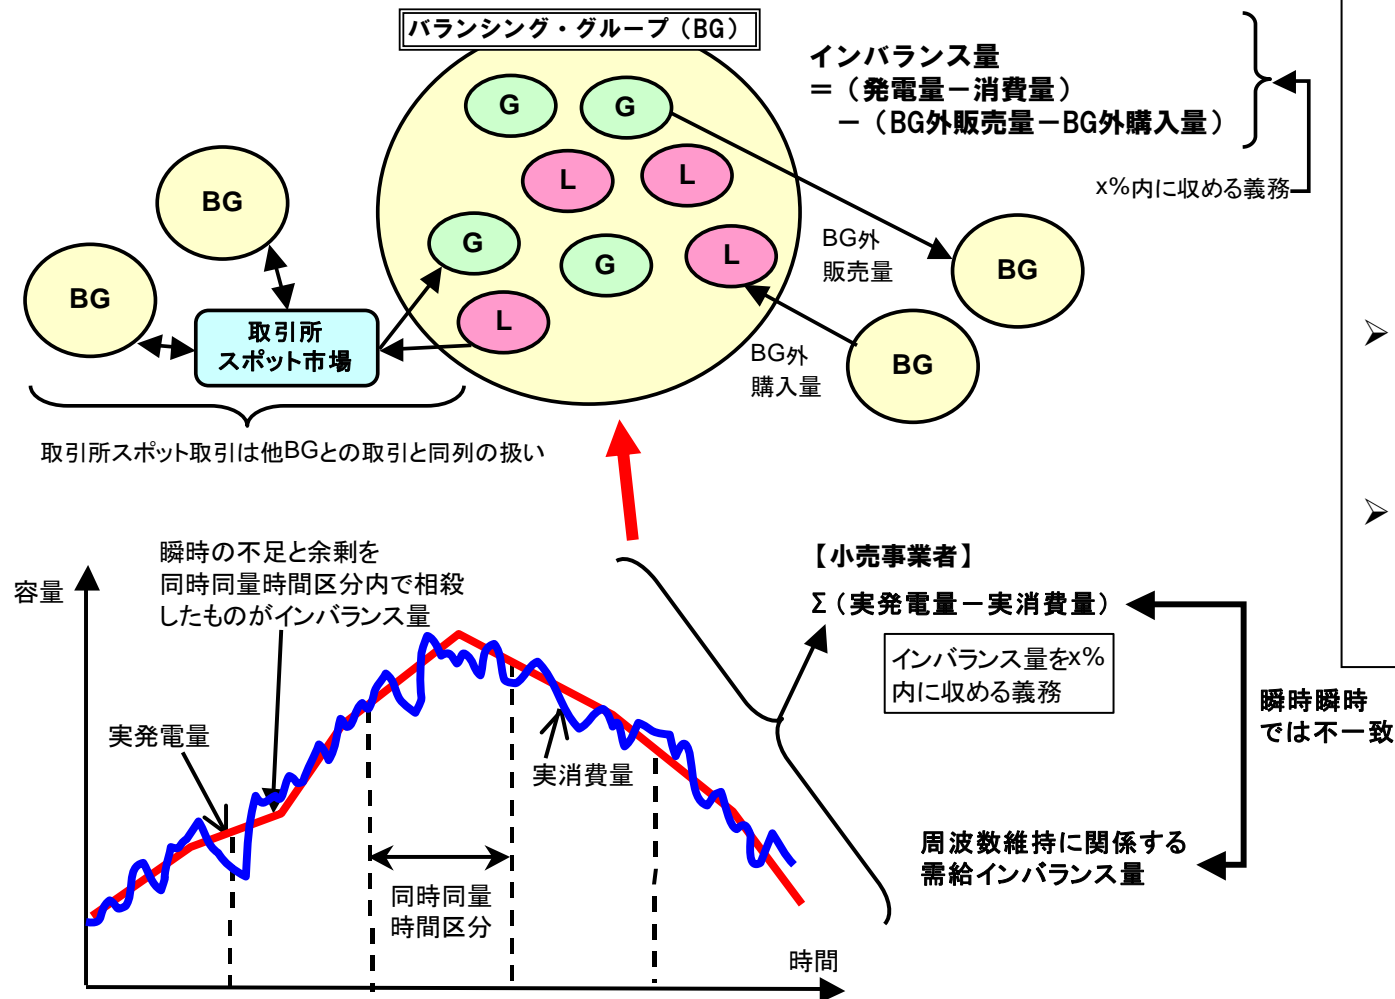 バランシング・グループ（BG）
インバランス量
＝（発電量－消費量）
－（BG外販売量－BG外購入量）
x%内に収める義務
G
G
L
L
G
G
L
L
BG
BG
取引所
スポット市場
BG外
販売量
BG
BG外
購入量
BG
取引所スポット取引は他BGとの取引と同列の扱い
瞬時の不足と余剰を
同時同量時間区分内で相殺
したものがインバランス量
容量
実発電量
実消費量
同時同量
時間区分
時間
【小売事業者】
Σ（実発電量－実消費量）
インバランス量をx%
内に収める義務
瞬時瞬時
では不一致
周波数維持に関係する
需給インバランス量